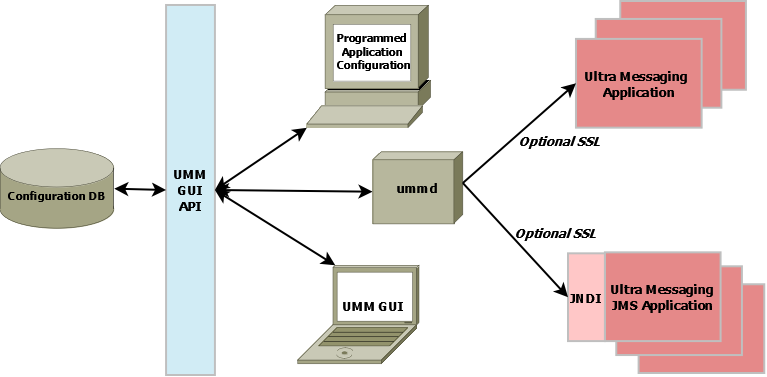 Configuration DB
UMM
GUI
API
Programmed
Application
Configuration
ummd
UMM GUI
Optional SSL
Optional SSL
Ultra Messaging
Application
JNDI
Ultra Messaging
JMS Application